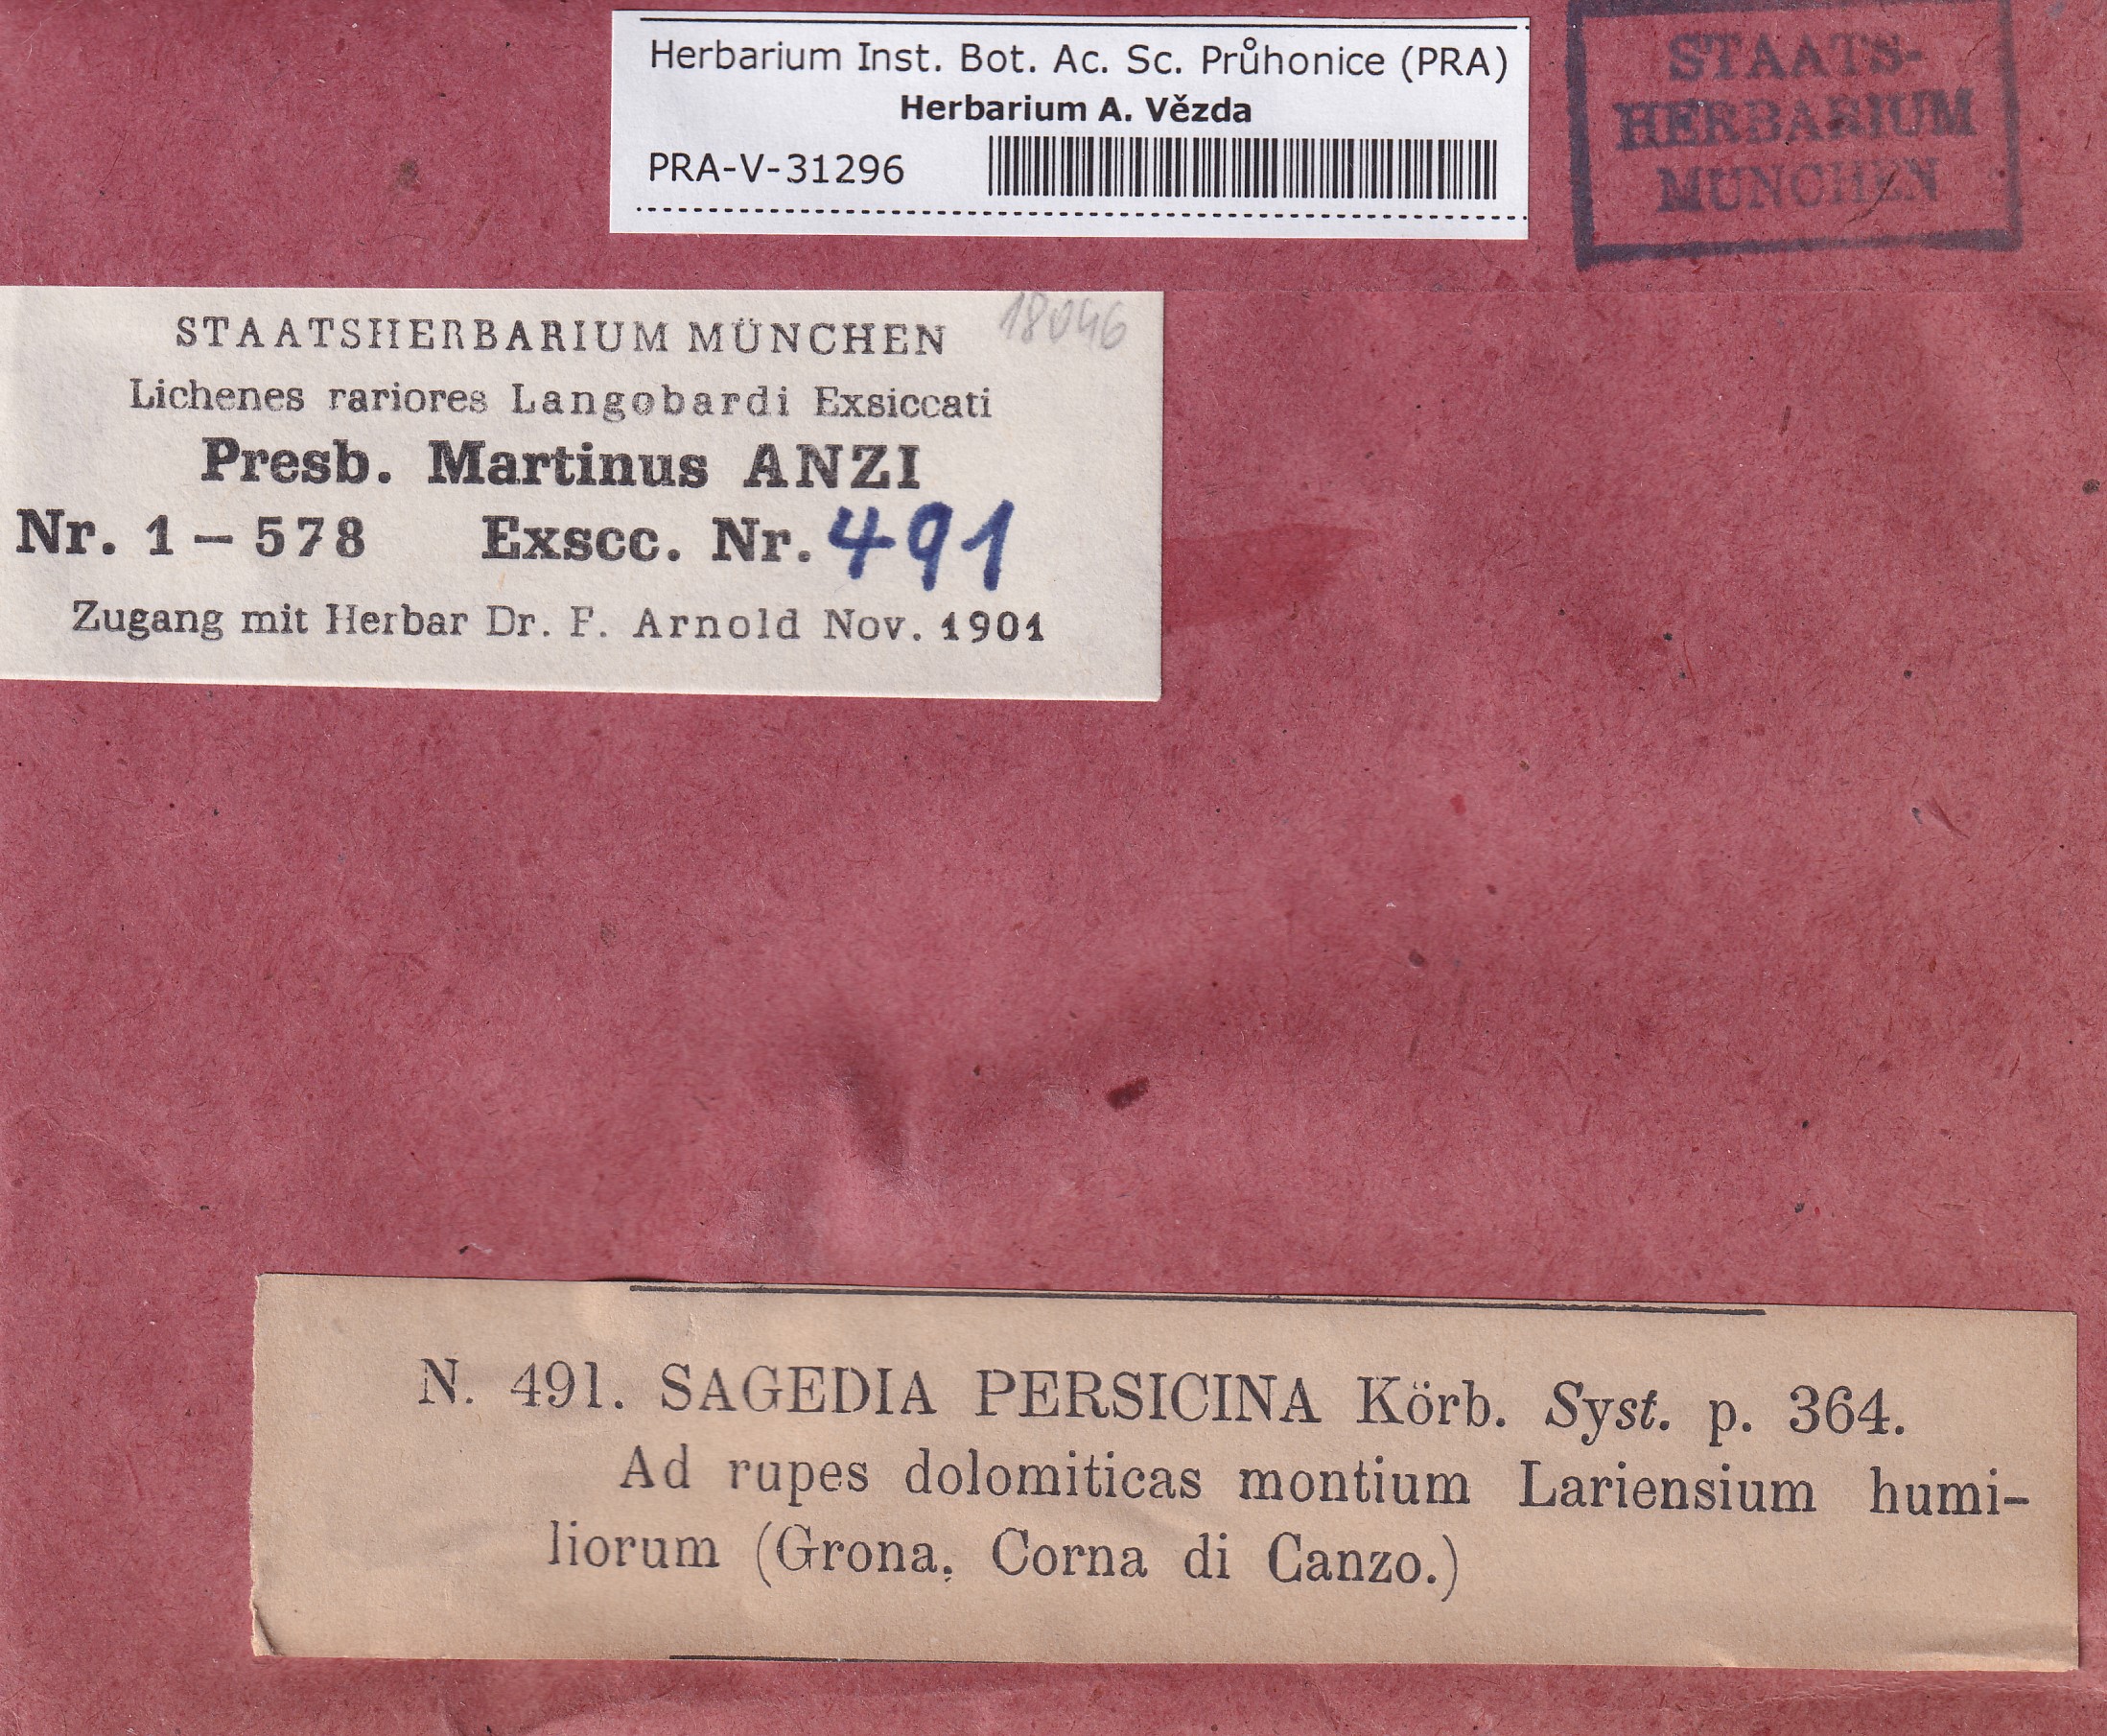 Herbarium Inst. Bot. Ac. Sc. Průhonice (PRA)
Herbarium A. Vězda
PRA-V-31296
STAATS-
HERBARIUM
MÜNCHEN
18046
STAATSHERBARIUM MÜNCHEN
Lichenes rariores Langobardi Exsiccati
Presb. Martinus ANZI
Nr. 1 – 578 Exscc. Nr. 491
Zugang mit Herbar Dr. F. Arnold Nov. 1901
N. 491. SAGEDIA PERSICINA Körb. Syst. p. 364.
Ad rupes dolomiticas montium Lariensium humi-
liorum (Grona, Corna di Canzo.)